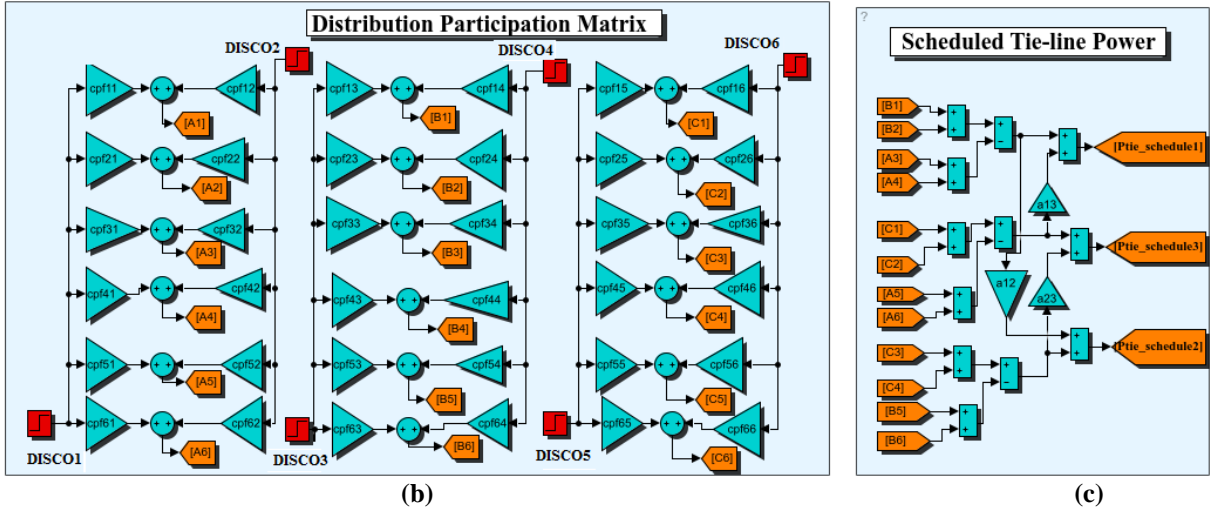 Distribution Participation Matrix
DISCO2
DISCO4
DISCO6
cpf11
+ +
cpf12
[A1]
cpf13
+ +
cpf14
[B1]
cpf15
+ +
cpf16
[C1]
cpf21
+ +
cpf22
[A2]
cpf23
+ +
cpf24
[B2]
cpf25
+ +
cpf26
[C2]
cpf31
+ +
cpf32
[A3]
cpf33
+ +
cpf34
[B3]
cpf35
+ +
cpf36
[C3]
cpf41
+ +
cpf42
[A4]
cpf43
+ +
cpf44
[B4]
cpf45
+ +
cpf46
[C4]
cpf51
+ +
cpf52
[A5]
cpf53
+ +
cpf54
[B5]
cpf55
+ +
cpf56
[C5]
cpf61
+ +
cpf62
[A6]
cpf63
+ +
cpf64
[B6]
cpf65
+ +
cpf66
[C6]
DISCO1
DISCO3
DISCO5
(b)
?
Scheduled Tie-line Power
[B1]
[B2]
[A3]
[A4]
[C1]
[C2]
[A5]
[A6]
[C3]
[C4]
[B5]
[B6]
+
+
+
+
+
−
+
+
[Ptie_schedule1]
a13
+
+
+
−
+
+
[Ptie_schedule3]
a12
a23
+
+
+
+
+
+
+
−
+
+
[Ptie_schedule2]
(c)